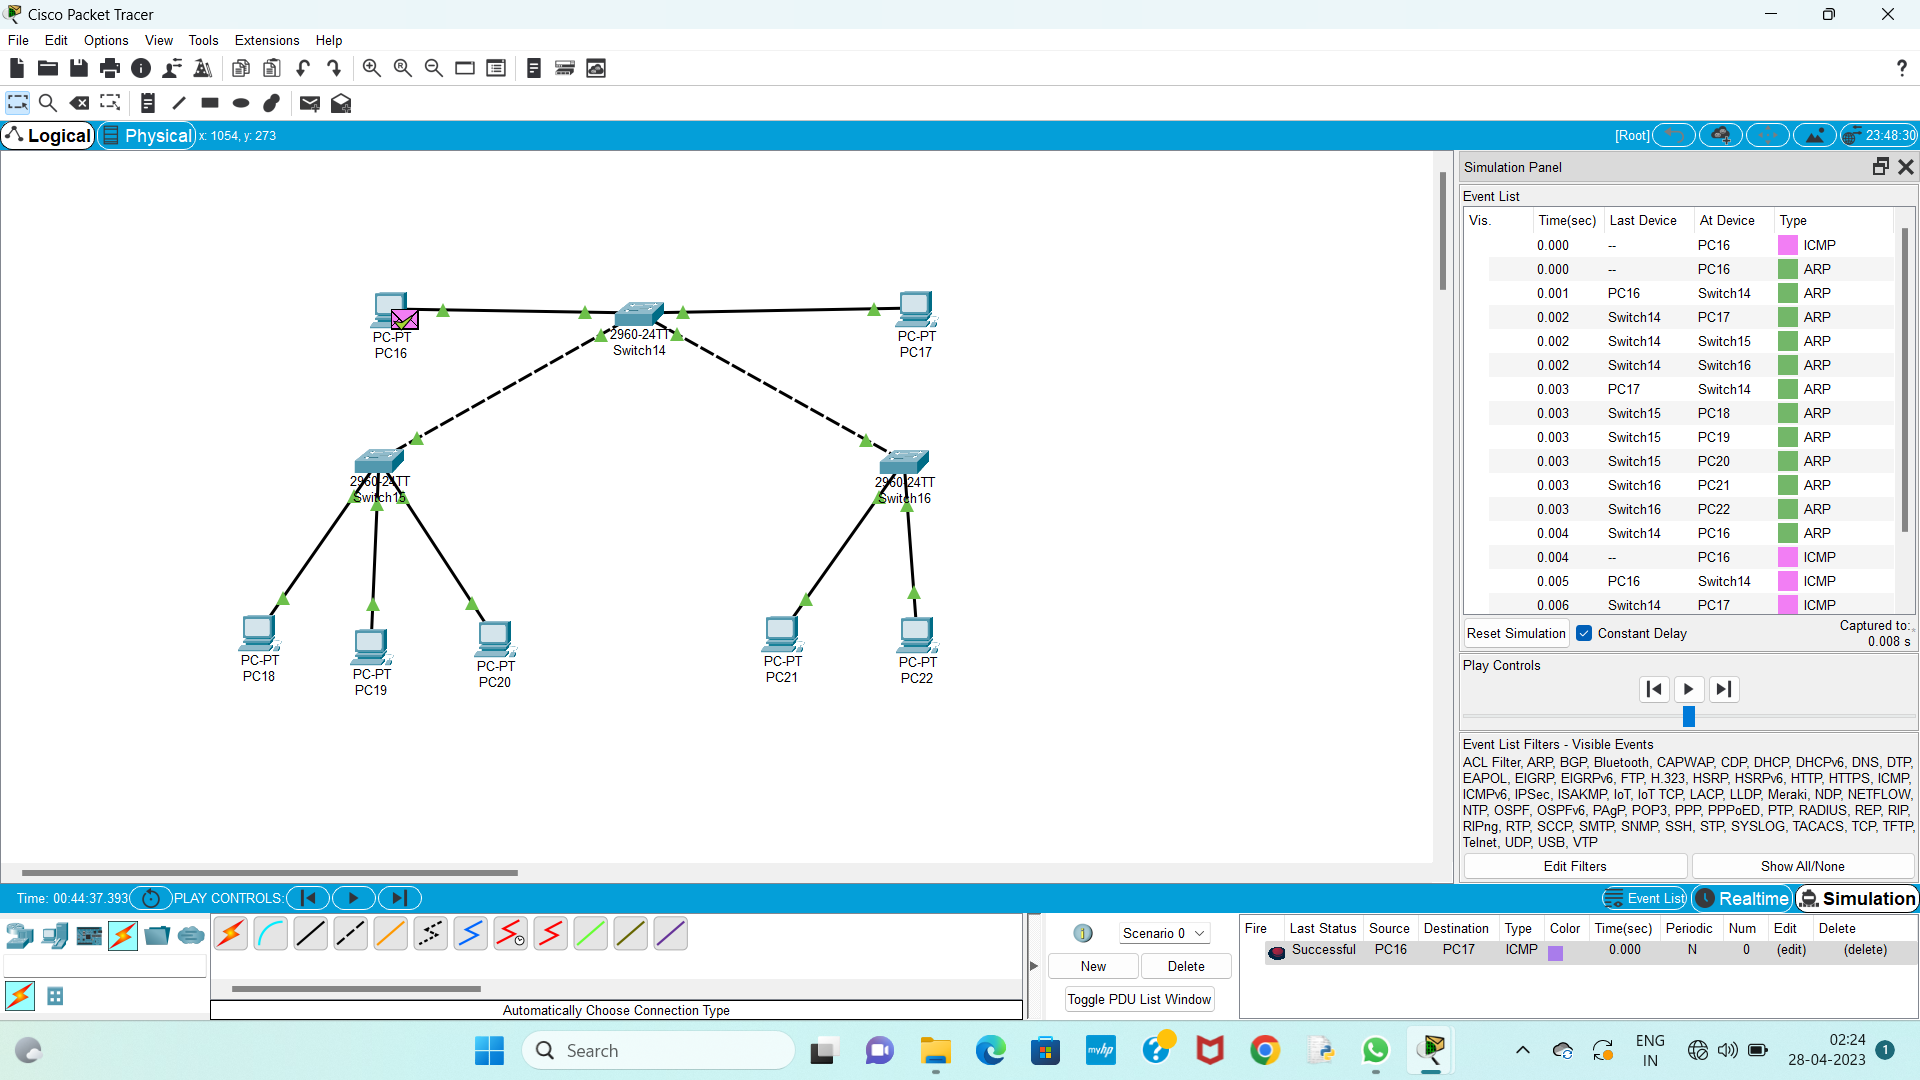 Cisco Packet Tracer
File Edit Options View Tools Extensions Help
?
Logical Physical x: 1054, y: 273 [Root] 23:48:30
Simulation Panel
Event List
Vis. Time(sec) Last Device At Device Type
0.000 -- PC16 ICMP
0.000 -- PC16 ARP
0.001 PC16 Switch14 ARP
0.002 Switch14 PC17 ARP
0.002 Switch14 Switch15 ARP
0.002 Switch14 Switch16 ARP
0.003 PC17 Switch14 ARP
0.003 Switch15 PC18 ARP
0.003 Switch15 PC19 ARP
0.003 Switch15 PC20 ARP
0.003 Switch16 PC21 ARP
0.003 Switch16 PC22 ARP
0.004 Switch14 PC16 ARP
0.004 -- PC16 ICMP
0.005 PC16 Switch14 ICMP
0.006 Switch14 PC17 ICMP
Reset Simulation Constant Delay Captured to:
0.008 s
Play Controls
Event List Filters - Visible Events
ACL Filter, ARP, BGP, Bluetooth, CAPWAP, CDP, DHCP, DHCPv6, DNS, DTP,
EAPOL, EIGRP, EIGRPv6, FTP, H.323, HSRP, HSRPv6, HTTP, HTTPS, ICMP,
ICMPv6, IPSec, ISAKMP, IoT, IoT TCP, LACP, LLDP, Meraki, NDP, NETFLOW,
NTP, OSPF, OSPFv6, PAgP, POP3, PPP, PPPoED, PTP, RADIUS, REP, RIP,
RIPng, RTP, SCCP, SMTP, SNMP, SSH, STP, SYSLOG, TACACS, TCP, TFTP,
Telnet, UDP, USB, VTP
Edit Filters Show All/None
PC-PT
PC16
2960-24TT
Switch14
PC-PT
PC17
2960-24TT
Switch15
2960-24TT
Switch16
PC-PT
PC18
PC-PT
PC19
PC-PT
PC20
PC-PT
PC21
PC-PT
PC22
Time: 00:44:37.393 PLAY CONTROLS: Event List Realtime Simulation
Automatically Choose Connection Type
Scenario 0
New Delete
Toggle PDU List Window
Fire Last Status Source Destination Type Color Time(sec) Periodic Num Edit Delete
Successful PC16 PC17 ICMP 0.000 N 0 (edit) (delete)
Search
myhp
ENG
IN
02:24
28-04-2023
1